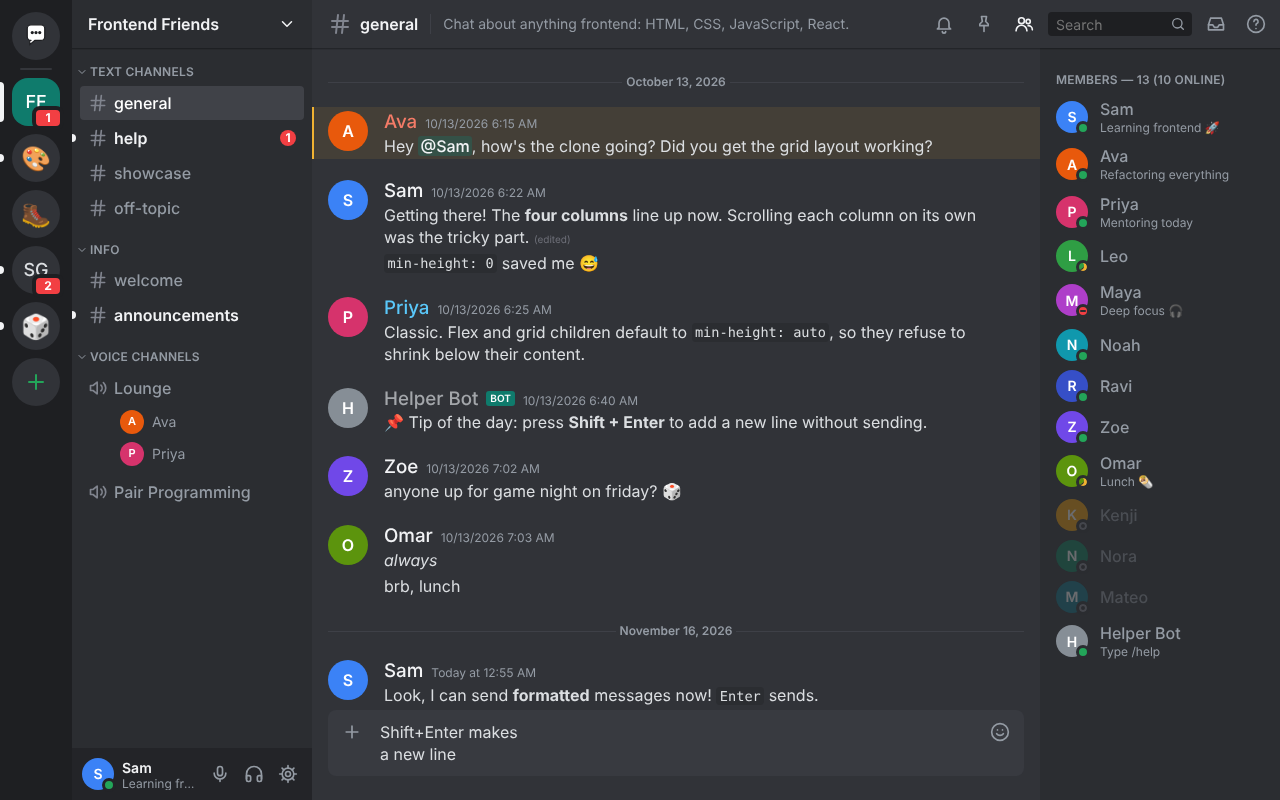 FF
1
SG
2
Frontend Friends
TEXT CHANNELS
general
help
1
showcase
off-topic
INFO
welcome
announcements
VOICE CHANNELS
Lounge
A Ava
P Priya
Pair Programming
S
Sam
Learning fr...
# general
Chat about anything frontend: HTML, CSS, JavaScript, React.
Search
October 13, 2026
A
Ava 10/13/2026 6:15 AM
Hey @Sam, how's the clone going? Did you get the grid layout working?
S
Sam 10/13/2026 6:22 AM
Getting there! The four columns line up now. Scrolling each column on its own
was the tricky part. (edited)
min-height: 0 saved me 😅
P
Priya 10/13/2026 6:25 AM
Classic. Flex and grid children default to min-height: auto, so they refuse to
shrink below their content.
H
Helper Bot BOT 10/13/2026 6:40 AM
📌 Tip of the day: press Shift + Enter to add a new line without sending.
Z
Zoe 10/13/2026 7:02 AM
anyone up for game night on friday? 🎲
O
Omar 10/13/2026 7:03 AM
always
brb, lunch
November 16, 2026
S
Sam Today at 12:55 AM
Look, I can send formatted messages now! Enter sends.
Shift+Enter makes
a new line
MEMBERS — 13 (10 ONLINE)
S
Sam
Learning frontend 🚀
A
Ava
Refactoring everything
P
Priya
Mentoring today
L
Leo
M
Maya
Deep focus 🎧
N
Noah
R
Ravi
Z
Zoe
O
Omar
Lunch 🌯
K
Kenji
N
Nora
M
Mateo
H
Helper Bot
Type /help